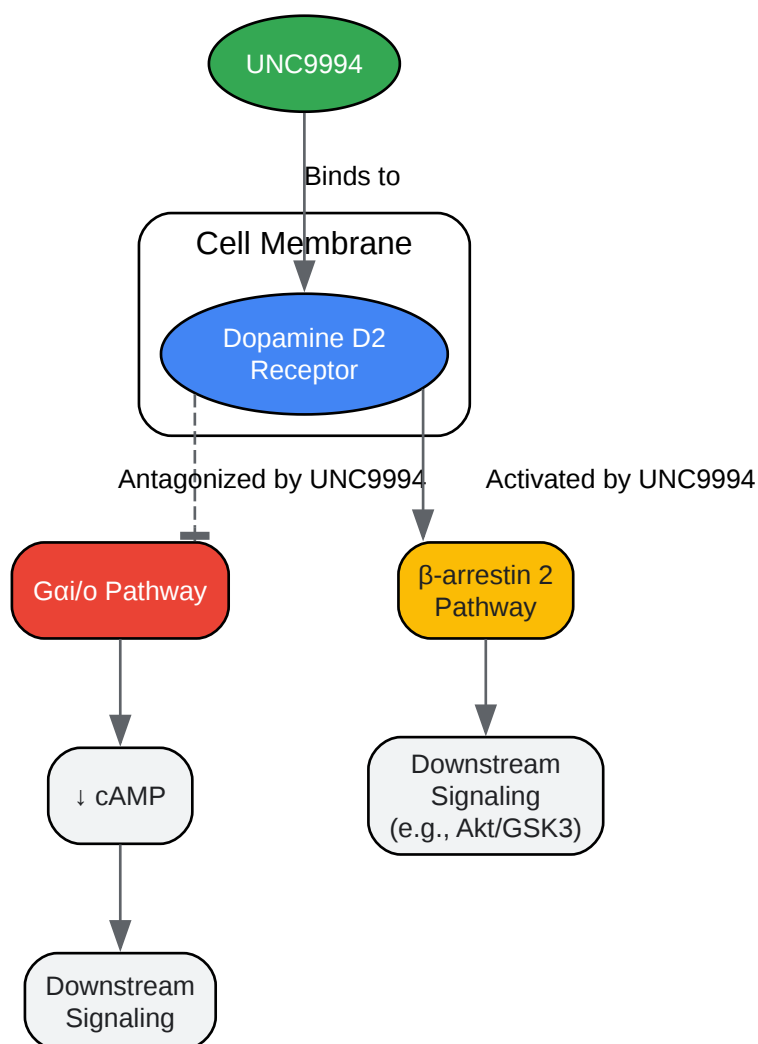 UNC9994
Binds to
Cell Membrane
Dopamine D2
Receptor
Antagonized by UNC9994
Activated by UNC9994
Gαi/o Pathway
β-arrestin 2
Pathway
↓ cAMP
Downstream
Signaling
(e.g., Akt/GSK3)
Downstream
Signaling